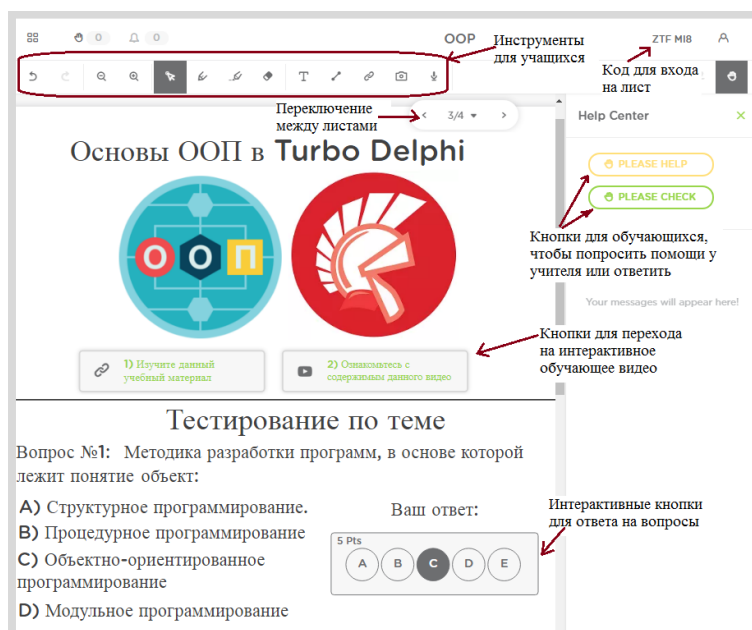 0
0
OOP
ZTF MI8
Инструменты
для учащихся
Код для входа
на лист
T
Переключение
между листами
3/4
Help Center
Основы ООП в Turbo Delphi
PLEASE HELP
PLEASE CHECK
О О П
Кнопки для обучающихся,
чтобы попросить помощи у
учителя или ответить
Your messages will appear here!
Кнопки для перехода
на интерактивное
обучающее видео
1) Изучите данный
учебный материал
2) Ознакомьтесь с
содержимым данного видео
Тестирование по теме
Вопрос №1: Методика разработки программ, в основе которой
лежит понятие объект:
A) Структурное программирование.
B) Процедурное программирование
C) Объектно-ориентированное
программирование
D) Модульное программирование
Ваш ответ:
5 Pts
A B C D E
Интерактивные кнопки
для ответа на вопросы